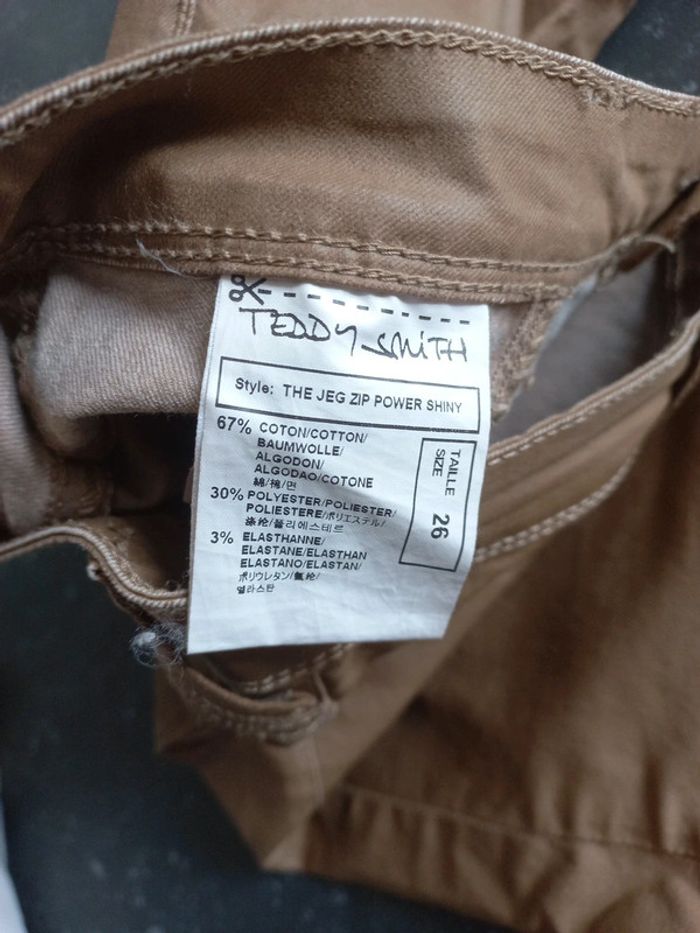 TEDDY SMITH
Style: THE JEG ZIP POWER SHINY
67% COTON/COTTON/
BAUMWOLLE/
ALGODON/
ALGODAO/COTONE
綿/棉/면
30% POLYESTER/POLIESTER/
POLIESTERE/ポリエステル/
涤纶/폴리에스테르
3% ELASTHANNE/
ELASTANE/ELASTHAN
ELASTANO/ELASTAN/
ポリウレタン/氨纶/
엘라스탄
TAILLE
SIZE
26